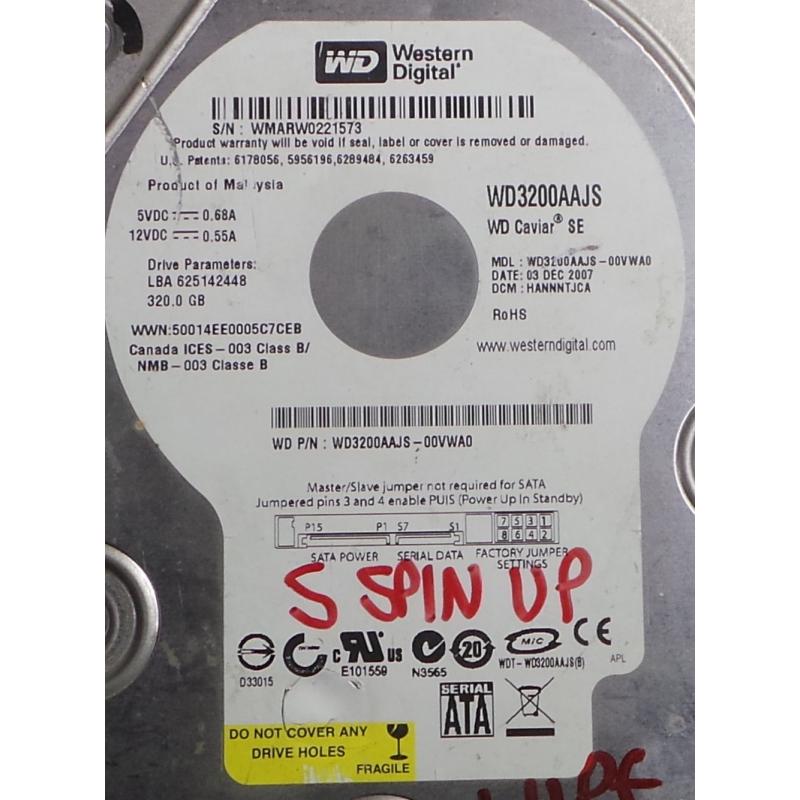 WD Western Digital
S/N : WMARW0221573
Product warranty will be void if seal, label or cover is removed or damaged.
U.S. Patents: 6178056, 5956196,6289484, 6263459
Product of Malaysia
5VDC 0.68A
12VDC 0.55A
Drive Parameters:
LBA 625142448
320.0 GB
WWN:50014EE0005C7CEB
Canada ICES-003 Class B/
NMB-003 Classe B
WD3200AAJS
WD Caviar® SE
MDL : WD3200AAJS-00VWA0
DATE: 03 DEC 2007
DCM : HANNNTJCA
RoHS
www.westerndigital.com
WD P/N : WD3200AAJS-00VWA0
Master/Slave jumper not required for SATA
Jumpered pins 3 and 4 enable PUIS (Power Up In Standby)
P15 P1 S7 S1 7 5 3 1
8 6 4 2
SATA POWER SERIAL DATA FACTORY JUMPER
SETTINGS
S SPIN UP
D33015
c UR us
E101559
N3565
20
MIC
WDT-WD3200AAJS(B)
CE
APL
SERIAL
ATA
DO NOT COVER ANY
DRIVE HOLES
FRAGILE